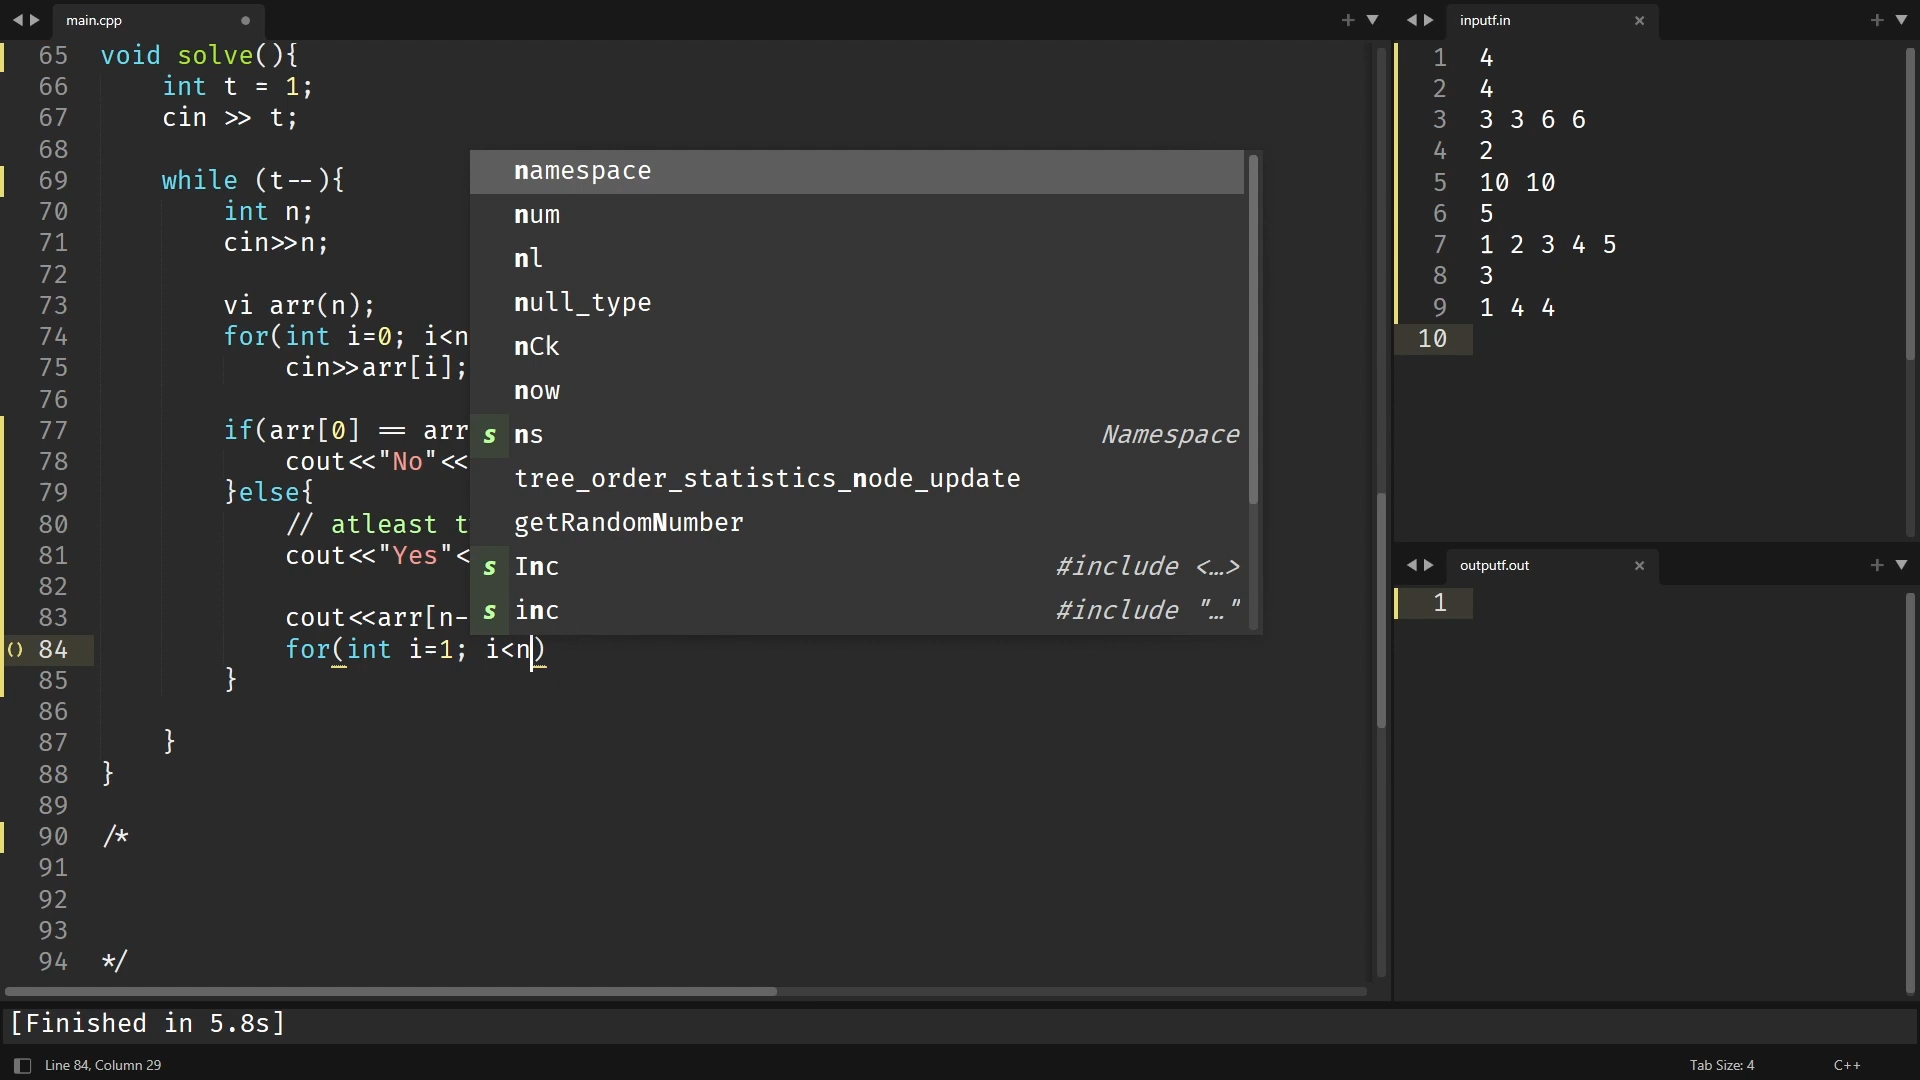 main.cpp
65 void solve(){
66 int t = 1;
67 cin >> t;
68
69 while (t--){
70 int n;
71 cin>>n;
72
73 vi arr(n);
74 for(int i=0; i<n
75 cin>>arr[i];
76
77 if(arr[0] == arr
78 cout<<"No"<<
79 }else{
80 // atleast t
81 cout<<"Yes"<
82
83 cout<<arr[n-
84 for(int i=1; i<n)
85 }
86
87 }
88 }
89
90 /*
91
92
93
94 */
namespace
num
nl
null_type
nCk
now
s ns Namespace
tree_order_statistics_node_update
getRandomNumber
s Inc #include <…>
s inc #include "…"
inputf.in
1 4
2 4
3 3 3 6 6
4 2
5 10 10
6 5
7 1 2 3 4 5
8 3
9 1 4 4
10
outputf.out
1
[Finished in 5.8s]
Line 84, Column 29
Tab Size: 4
C++